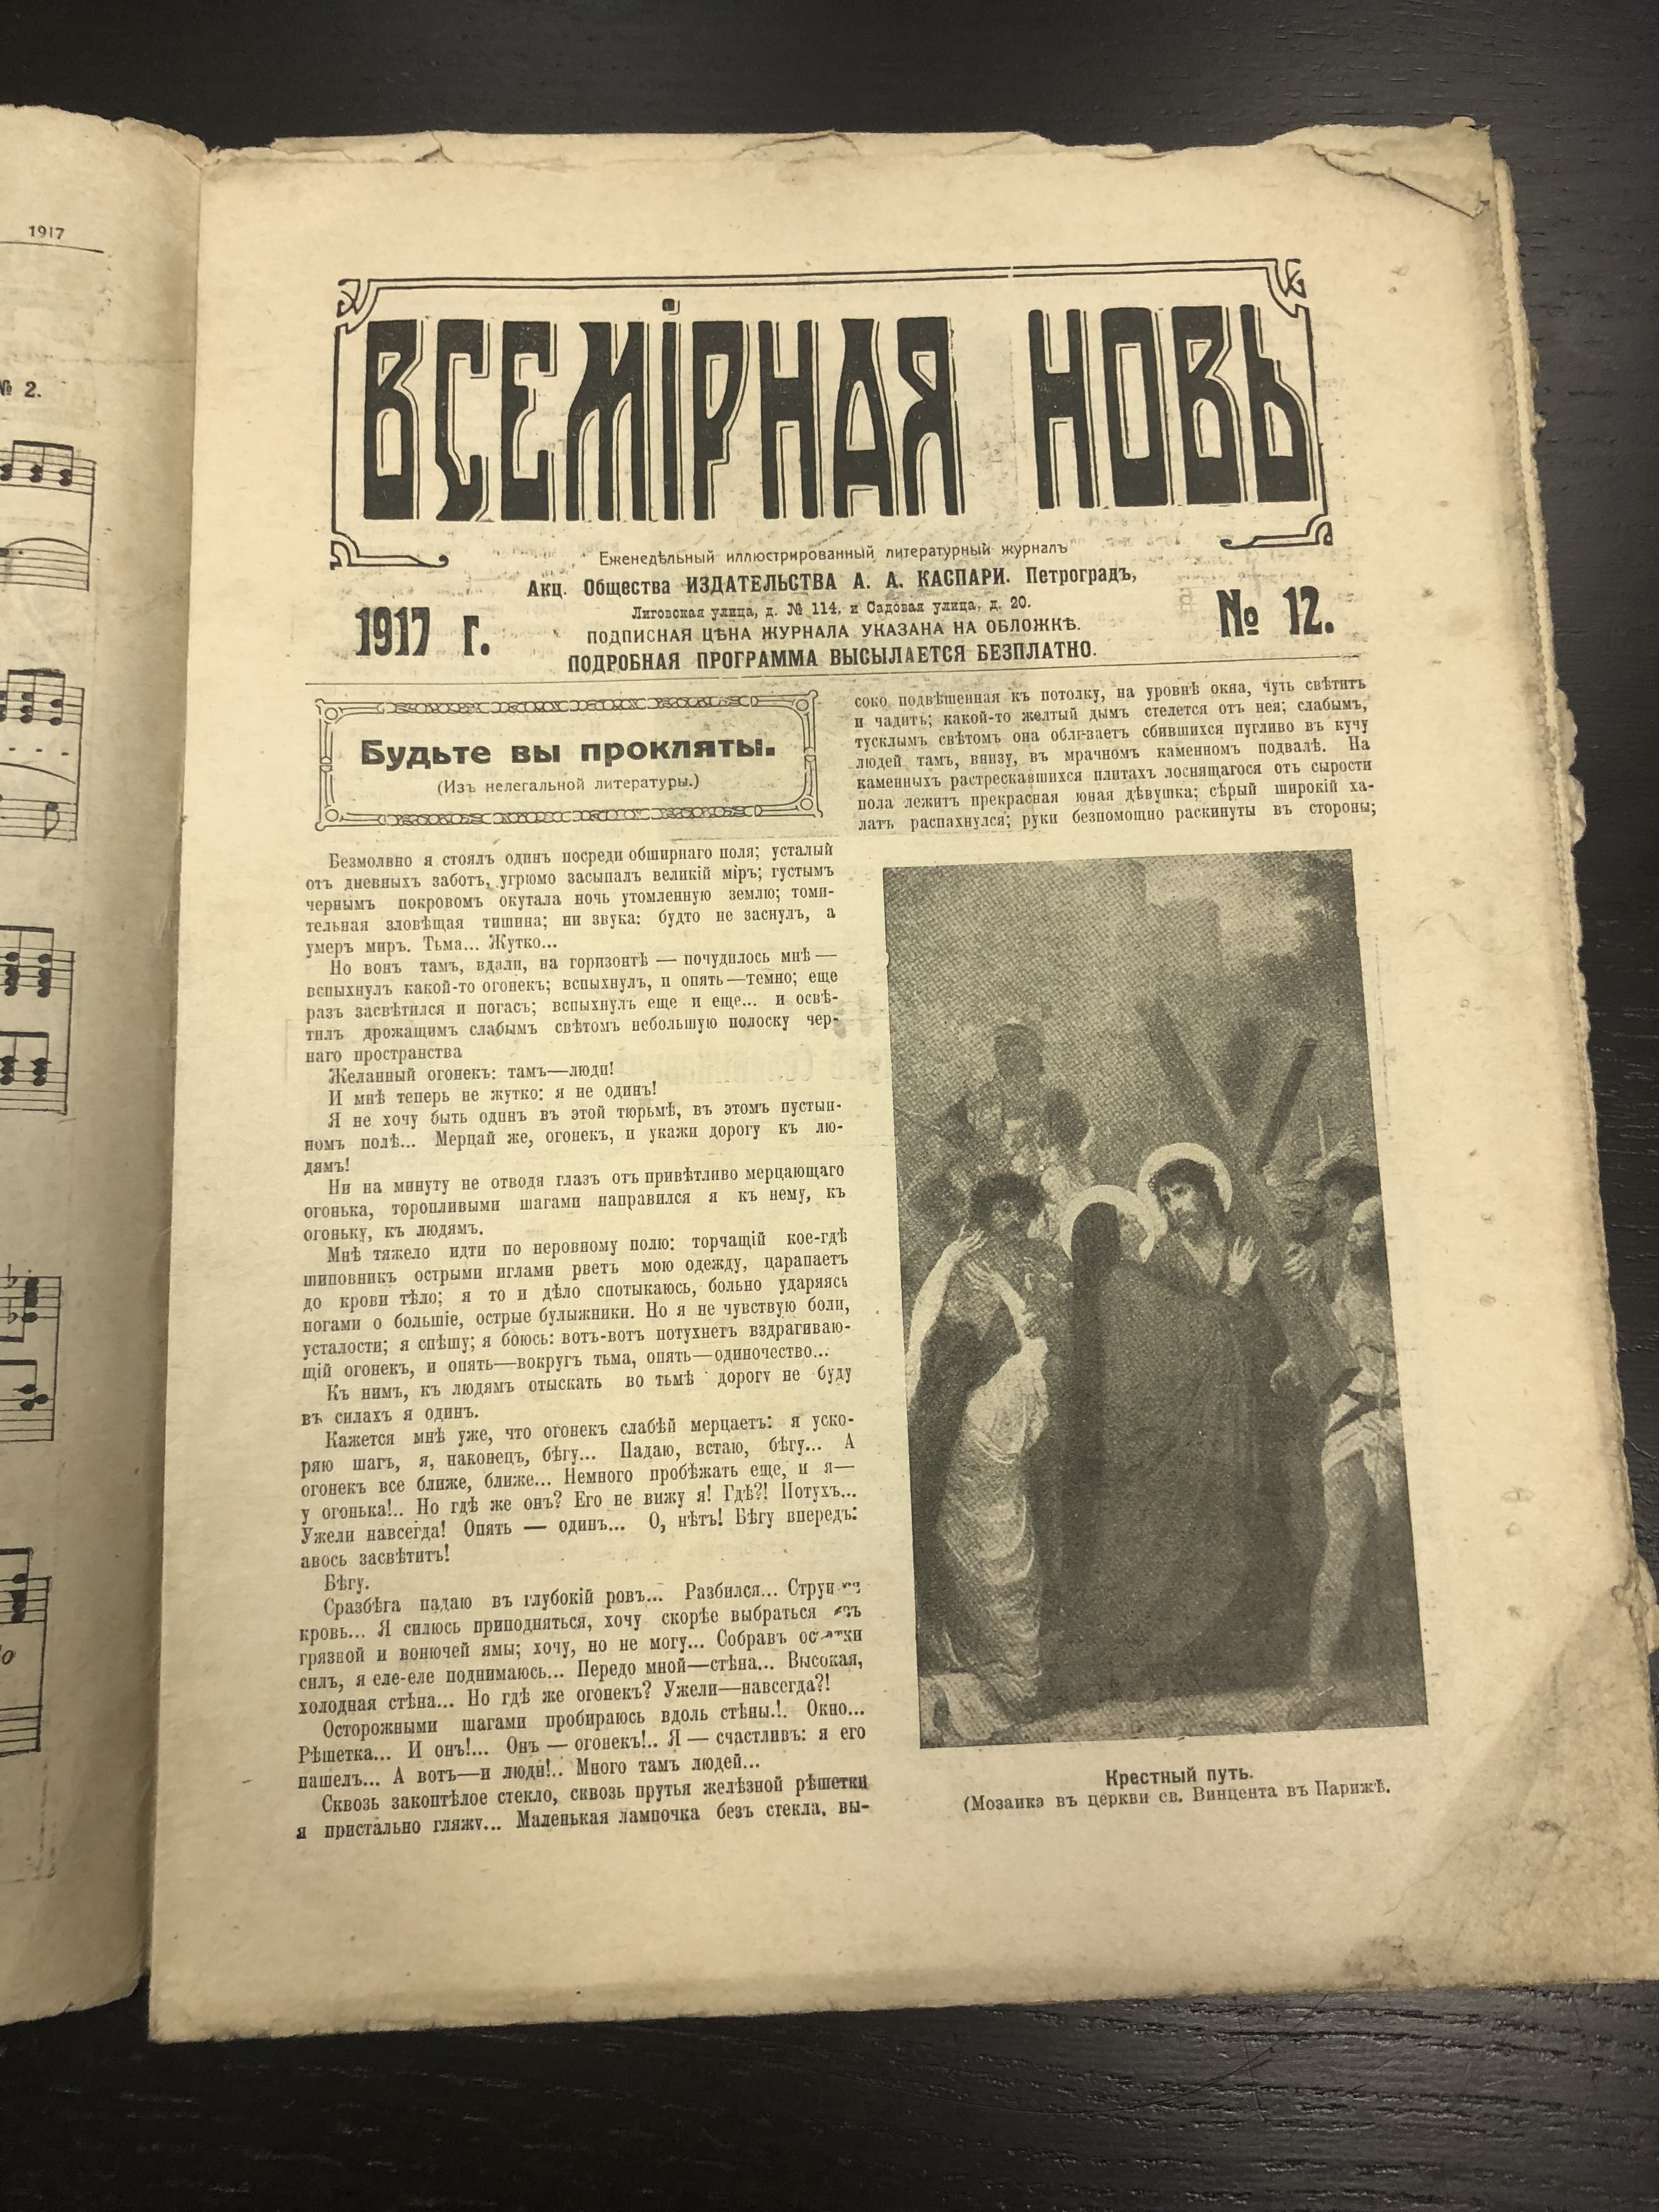 1917
№ 2.
ВСЕМІРНАЯ НОВЬ
Еженедѣльный иллюстрированный литературный журналъ
Акц. Общества ИЗДАТЕЛЬСТВА А. А. КАСПАРИ. Петроградъ,
Лиговская улица, д. № 114, и Садовая улица, д. 20.
1917 г.
ПОДПИСНАЯ ЦѢНА ЖУРНАЛА УКАЗАНА НА ОБЛОЖКѢ.
№ 12.
ПОДРОБНАЯ ПРОГРАММА ВЫСЫЛАЕТСЯ БЕЗПЛАТНО.
Будьте вы прокляты.
(Изъ нелегальной литературы.)
Безмолвно я стоялъ одинъ посреди обширнаго поля; усталый
отъ дневныхъ заботъ, угрюмо засыпалъ великій міръ; густымъ
чернымъ покровомъ окутала ночь утомленную землю; томи-
тельная зловѣщая тишина; ни звука: будто не заснулъ, а
умеръ миръ. Тьма... Жутко...
Но вонъ тамъ, вдали, на горизонтѣ — почудилось мнѣ —
вспыхнулъ какой-то огонекъ; вспыхнулъ, и опять—темно; еще
разъ засвѣтился и погасъ; вспыхнулъ еще и еще... и освѣ-
тилъ дрожащимъ слабымъ свѣтомъ небольшую полоску чер-
наго пространства
Желанный огонекъ: тамъ—люди!
И мнѣ теперь не жутко: я не одинъ!
Я не хочу быть одинъ въ этой тюрьмѣ, въ этомъ пустын-
номъ полѣ... Мерцай же, огонекъ, и укажи дорогу къ лю-
дямъ!
Ни на минуту не отводя глазъ отъ привѣтливо мерцающаго
огонька, торопливыми шагами направился я къ нему, къ
огоньку, къ людямъ.
Мнѣ тяжело идти по неровному полю: торчащій кое-гдѣ
шиповникъ острыми иглами рветъ мою одежду, царапаетъ
до крови тѣло; я то и дѣло спотыкаюсь, больно ударяясь
ногами о большіе, острые булыжники. Но я не чувствую боли,
усталости; я спѣшу; я боюсь: вотъ-вотъ потухнетъ вздрагиваю-
щій огонекъ, и опять—вокругъ тьма, опять—одиночество...
Къ нимъ, къ людямъ отыскать во тьмѣ дорогу не буду
въ силахъ я одинъ.
Кажется мнѣ уже, что огонекъ слабѣй мерцаетъ: я уско-
ряю шагъ, я, наконецъ, бѣгу... Падаю, встаю, бѣгу... А
огонекъ все ближе, ближе... Немного пробѣжать еще, и я—
у огонька!.. Но гдѣ же онъ? Его не вижу я! Гдѣ?! Потухъ...
Ужели навсегда! Опять — одинъ... О, нѣтъ! Бѣгу впередъ:
авось засвѣтитъ!
Бѣгу.
Сразбѣга падаю въ глубокій ровъ... Разбился...
кровь... Я силюсь приподняться, хочу скорѣе выбраться
грязной и вонючей ямы; хочу, но не могу... Собравъ
силъ, я еле-еле поднимаюсь... Передо мной—стѣна... Высокая,
холодная стѣна... Но гдѣ же огонекъ? Ужели—навсегда?!
Осторожными шагами пробираюсь вдоль стѣны.!. Окно...
Рѣшетка... И онъ!... Онъ — огонекъ!.. Я — счастливъ: я его
нашелъ... А вотъ—и люди!.. Много тамъ людей...
Сквозь закоптѣлое стекло, сквозь прутья желѣзной рѣшетки
я пристально гляжу... Маленькая лампочка безъ стекла, вы-
соко подвѣшенная къ потолку, на уровнѣ окна, чуть свѣтитъ
и чадитъ; какой-то желтый дымъ стелется отъ нея; слабымъ,
тусклымъ свѣтомъ она сбившихся пугливо въ кучу
людей тамъ, внизу, въ мрачномъ каменномъ подвалѣ. На
каменныхъ растрескавшихся плитахъ лоснящагося отъ сырости
пола лежитъ прекрасная юная дѣвушка; сѣрый широкій ха-
латъ распахнулся; руки безпомощно раскинуты въ стороны;
Крестный путь.
(Мозаика въ церкви св. Винцента въ Парижѣ.